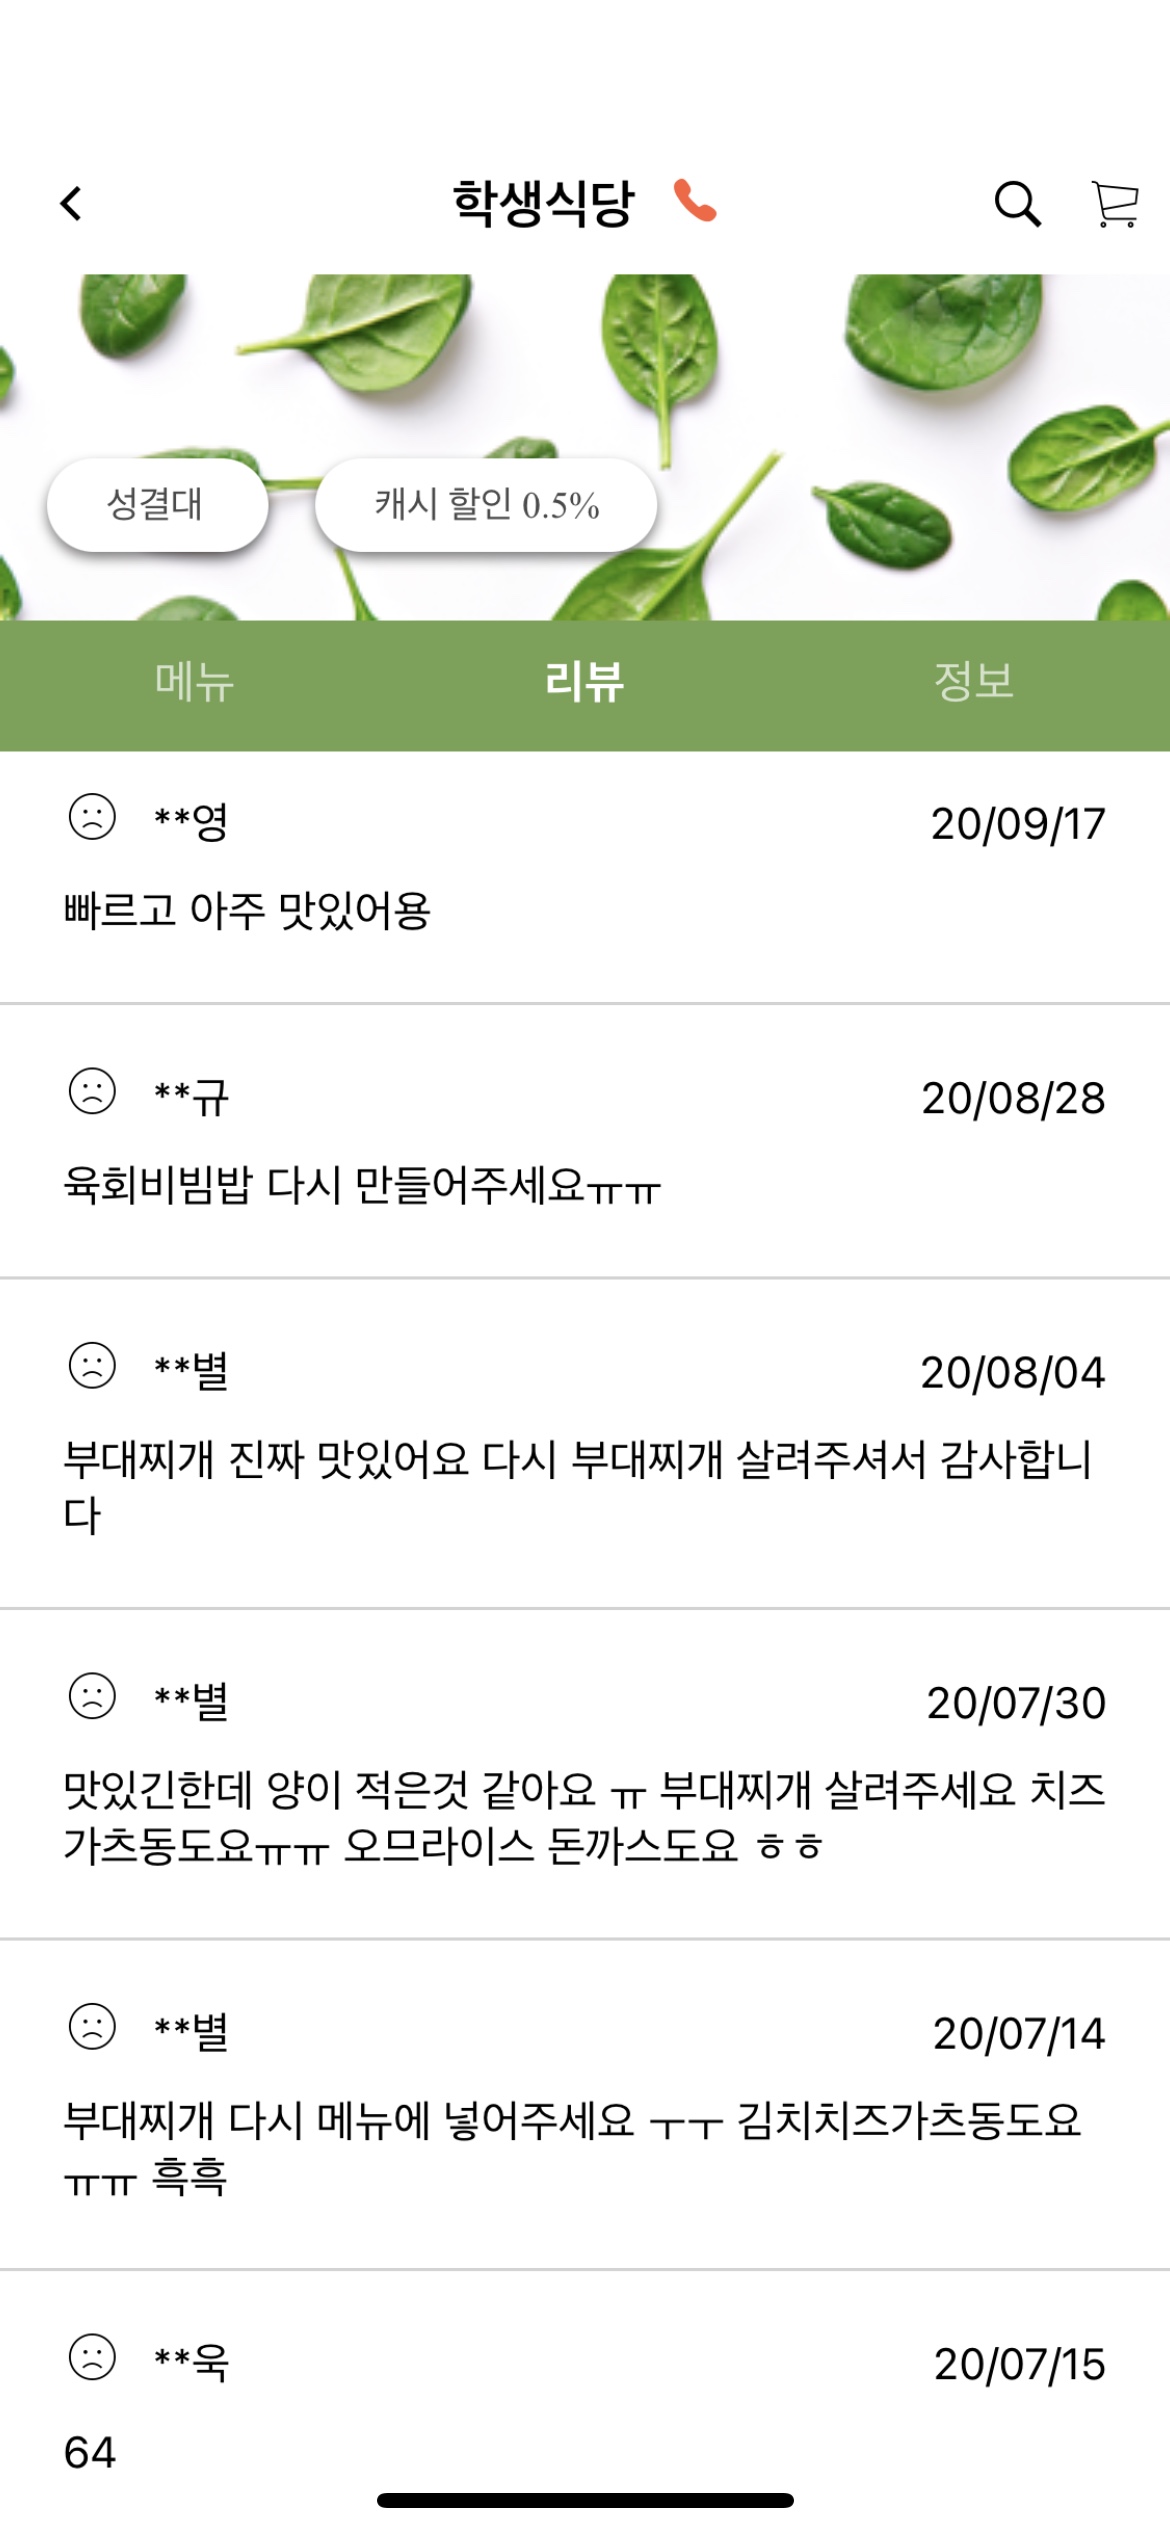 학생식당
성결대
캐시 할인 0.5%
메뉴 리뷰 정보
**영 20/09/17
빠르고 아주 맛있어용
**규 20/08/28
육회비빔밥 다시 만들어주세요ㅠㅠ
**별 20/08/04
부대찌개 진짜 맛있어요 다시 부대찌개 살려주셔서 감사합니
다
**별 20/07/30
맛있긴한데 양이 적은것 같아요 ㅠ 부대찌개 살려주세요 치즈
가츠동도요ㅠㅠ 오므라이스 돈까스도요 ㅎㅎ
**별 20/07/14
부대찌개 다시 메뉴에 넣어주세요 ㅜㅜ 김치치즈가츠동도요
ㅠㅠ 흑흑
**욱 20/07/15
64